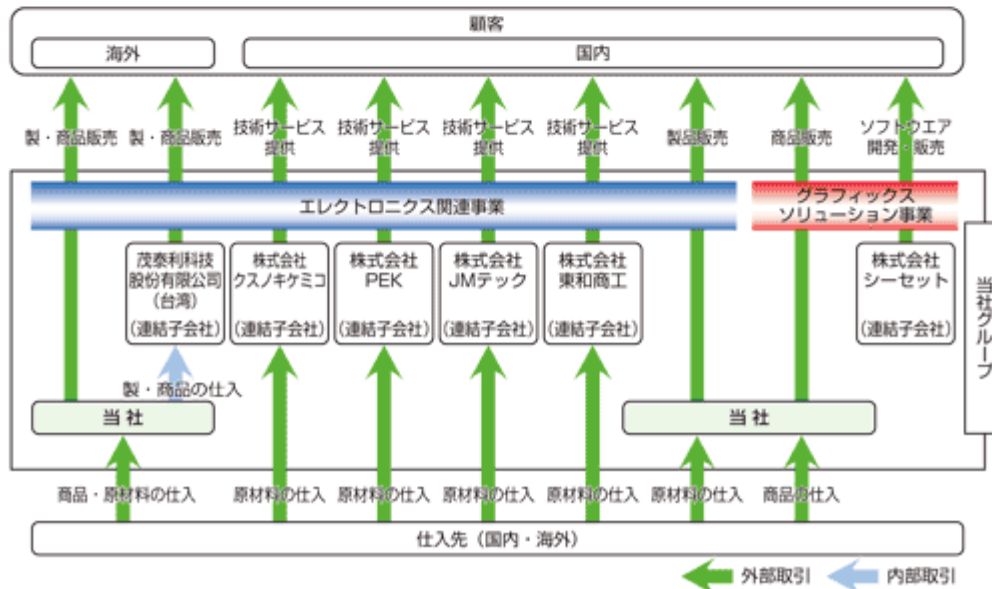 顧客
海外
国内
製・商品販売
製・商品販売
技術サービス
提供
技術サービス
提供
技術サービス
提供
技術サービス
提供
製品販売
商品販売
ソフトウエア
開発・販売
エレクトロニクス関連事業
グラフィックス
ソリューション事業
茂泰利科技
股份有限公司
(台湾)
(連結子会社)
株式会社
クスノキケミコ
(連結子会社)
株式会社
PEK
(連結子会社)
株式会社
JMテック
(連結子会社)
株式会社
東和商工
(連結子会社)
株式会社
シーセット
(連結子会社)
当社グループ
製・商品の仕入
当社
当社
商品・原材料の仕入
原材料の仕入
原材料の仕入
原材料の仕入
原材料の仕入
原材料の仕入
商品の仕入
仕入先(国内・海外)
外部取引
内部取引